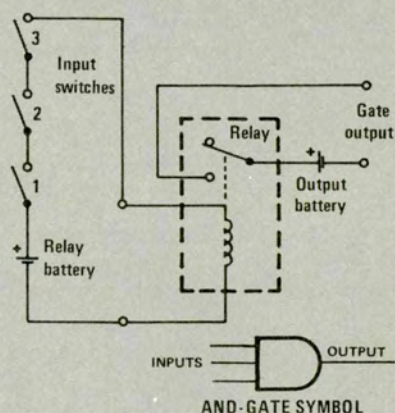 3
Input
switches
2
1
+
Relay
battery
Relay
Gate
output
+
Output
battery
INPUTS
OUTPUT
AND-GATE SYMBOL